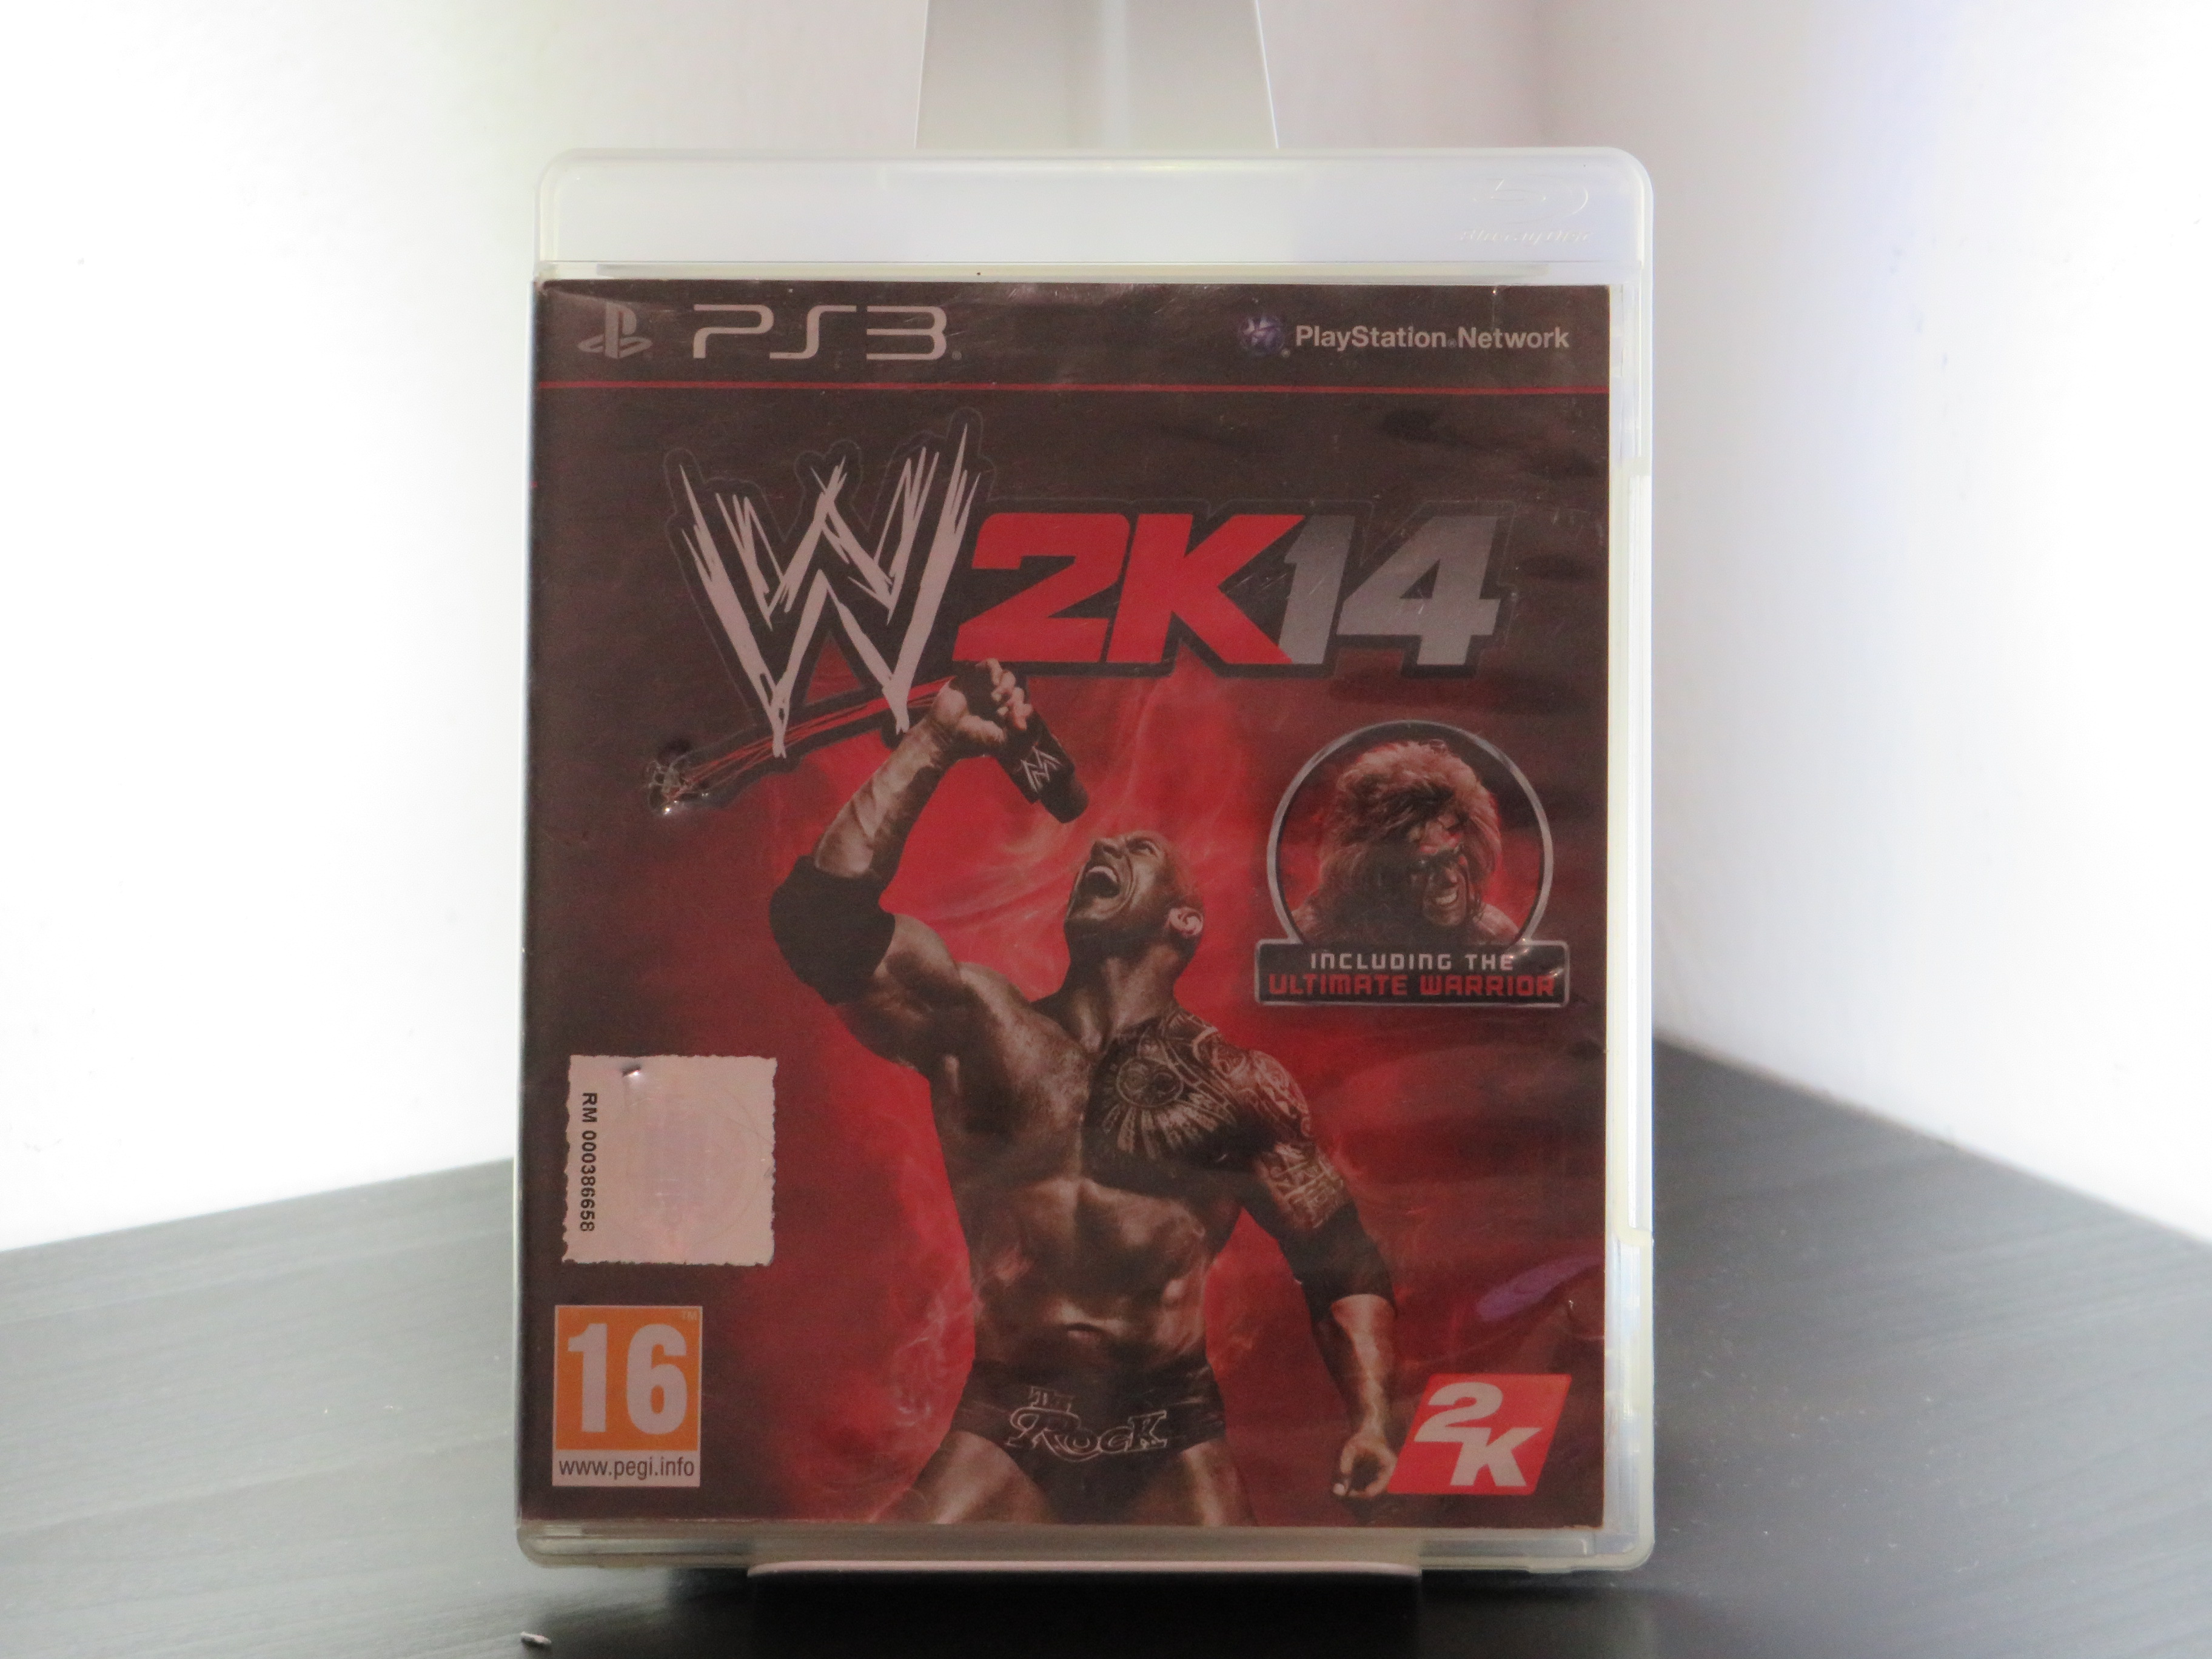 PS3
PlayStation Network
W 2K14
INCLUDING THE
ULTIMATE WARRIOR
RM 000386658
16
www.pegi.info
THE
ROCK
2K